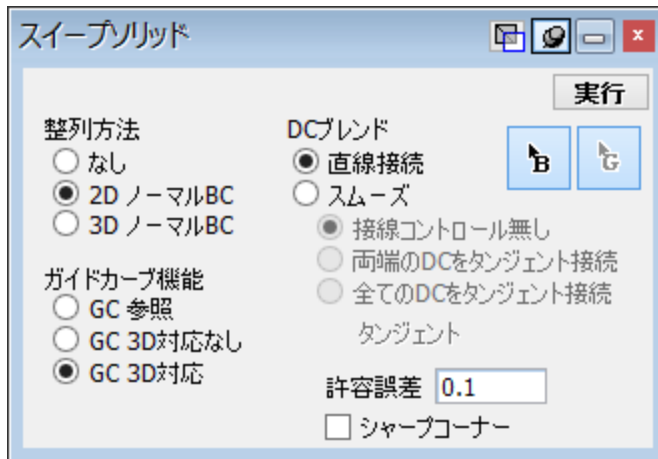 スイープソリッド
実行
整列方法
なし
2D ノーマルBC
3D ノーマルBC
ガイドカーブ機能
GC 参照
GC 3D対応なし
GC 3D対応
DCブレンド
直線接続
スムーズ
接線コントロール無し
両端のDCをタンジェント接続
全てのDCをタンジェント接続
タンジェント
許容誤差 0.1
シャープコーナー
B
G